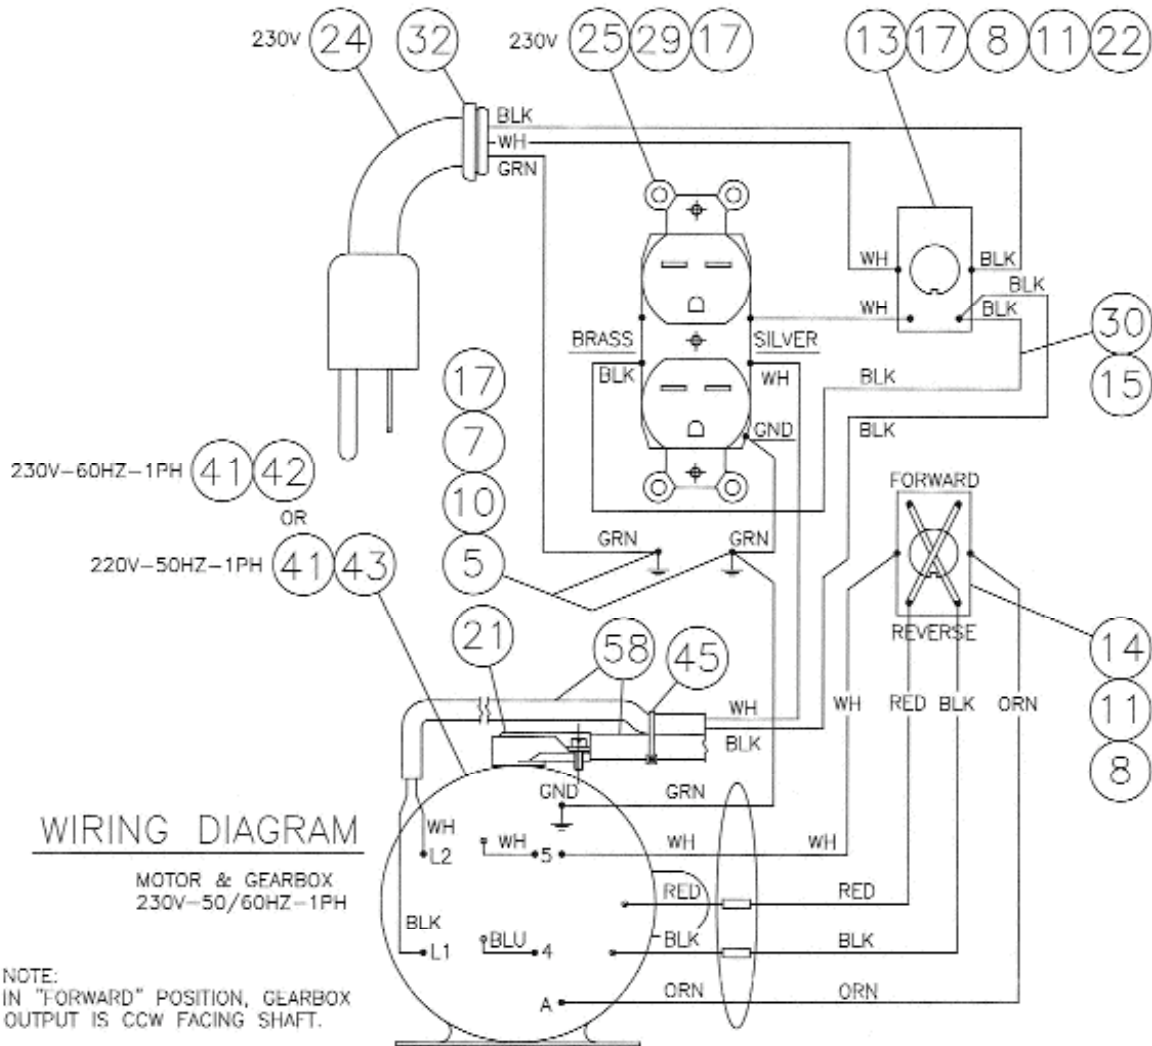 230V 24 32 230V 25 29 17 13 17 8 11 22
BLK
WH
GRN
WH BLK
BLK
WH BLK
30
15
BRASS SILVER
BLK WH BLK
GND BLK
17
7
10
5
230V-60HZ-1PH 41 42
OR
220V-50HZ-1PH 41 43
FORWARD
GRN GRN
REVERSE
14
11
8
21 58 45
WH RED BLK ORN
WH
BLK
GND GRN
WIRING DIAGRAM
MOTOR & GEARBOX
230V-50/60HZ-1PH
WH
L2 WH 5 WH WH
RED RED
BLK
L1 BLU 4 BLK BLK
A ORN ORN
NOTE:
IN "FORWARD" POSITION, GEARBOX
OUTPUT IS CCW FACING SHAFT.